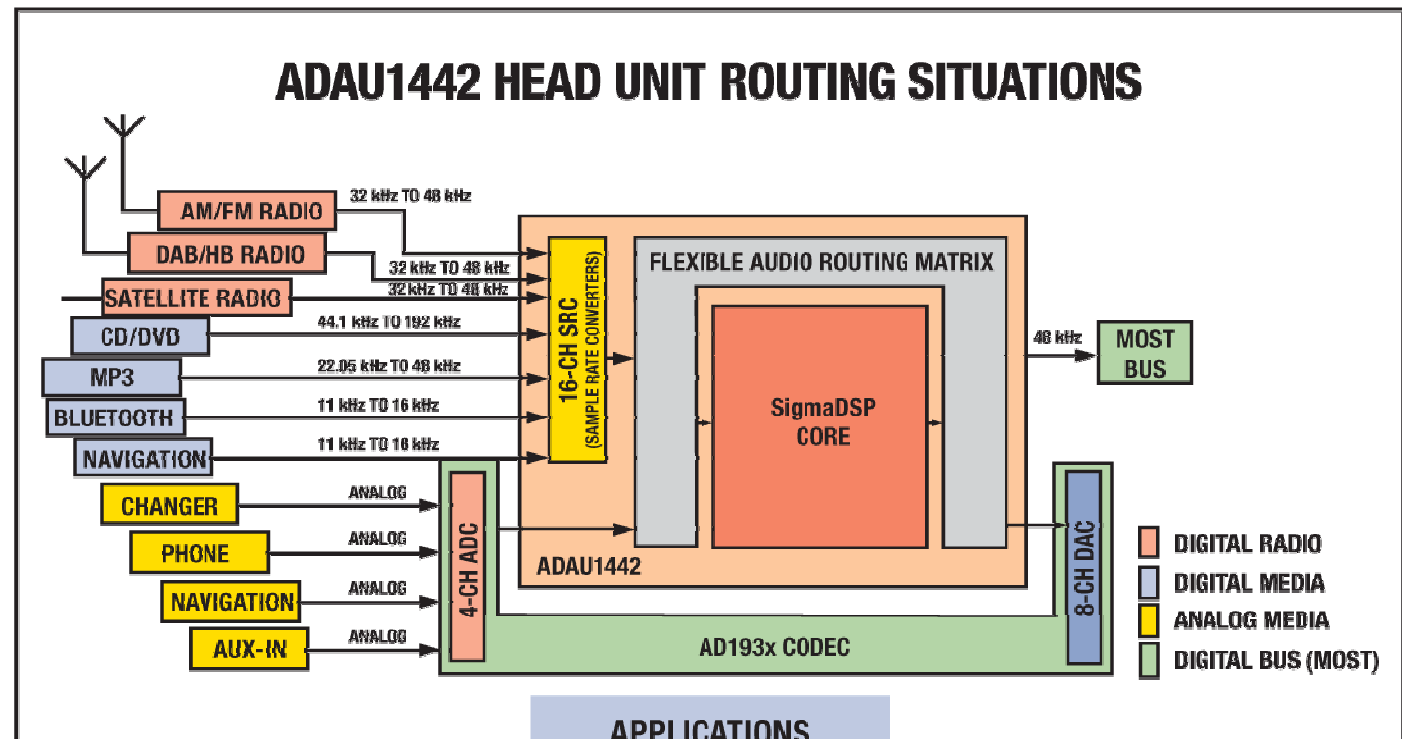 ADAU1442 HEAD UNIT ROUTING SITUATIONS
AM/FM RADIO
32 kHz TO 48 kHz
DAB/HB RADIO
32 kHz TO 48 kHz
SATELLITE RADIO
32 kHz TO 48 kHz
CD/DVD
44.1 kHz TO 192 kHz
MP3
22.05 kHz TO 48 kHz
BLUETOOTH
11 kHz TO 16 kHz
NAVIGATION
11 kHz TO 16 kHz
CHANGER
ANALOG
PHONE
ANALOG
NAVIGATION
ANALOG
AUX-IN
ANALOG
16-CH SRC
(SAMPLE RATE CONVERTERS)
FLEXIBLE AUDIO ROUTING MATRIX
SigmaDSP
CORE
ADAU1442
4-CH ADC
AD193x CODEC
8-CH DAC
48 kHz
MOST
BUS
DIGITAL RADIO
DIGITAL MEDIA
ANALOG MEDIA
DIGITAL BUS (MOST)
APPLICATIONS